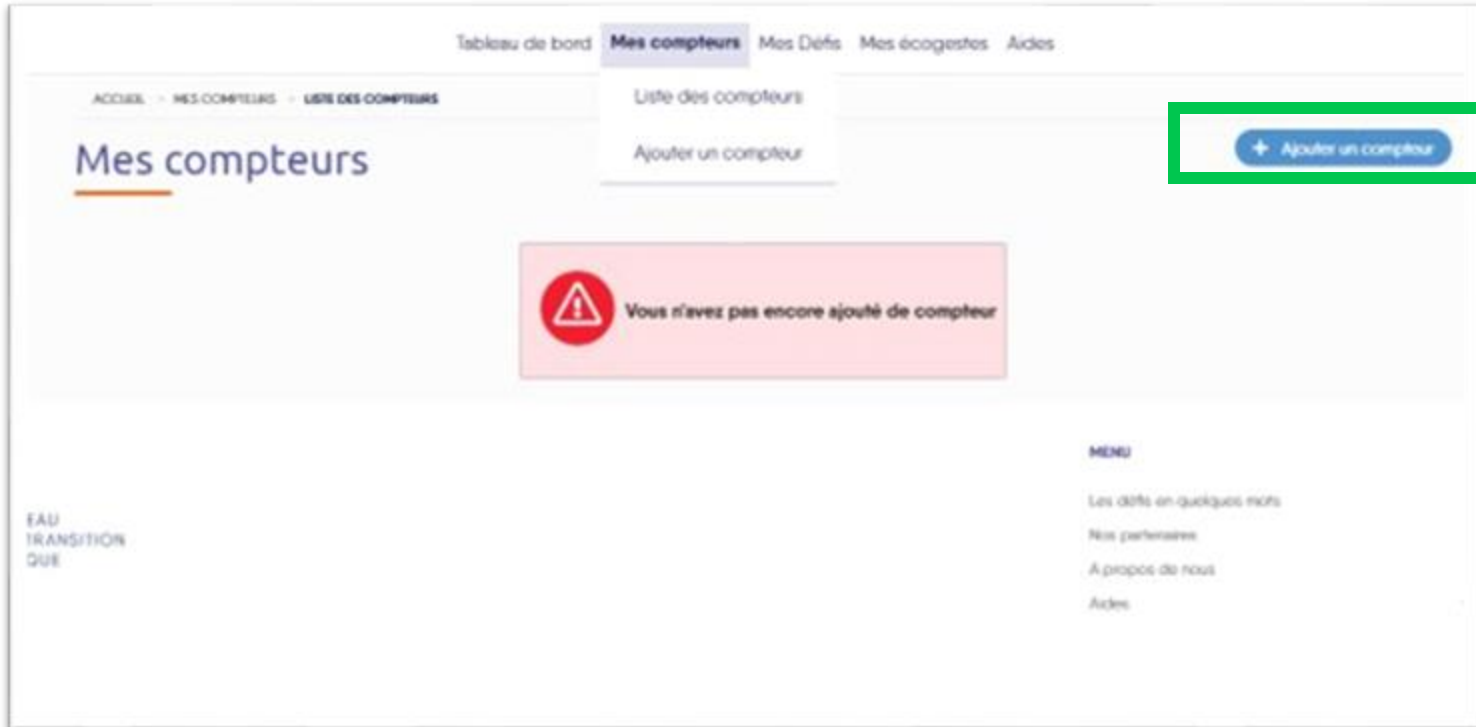 Tableau de bord Mes compteurs Mes Défis Mes écogestes Aides
Liste des compteurs
Ajouter un compteur
ACCUEIL > MES COMPTEURS > LISTE DES COMPTEURS
Mes compteurs
+ Ajouter un compteur
Vous n'avez pas encore ajouté de compteur
EAU
TRANSITION
QUE
MENU
Les défis en quelques mots
Nos partenaires
A propos de nous
Aides